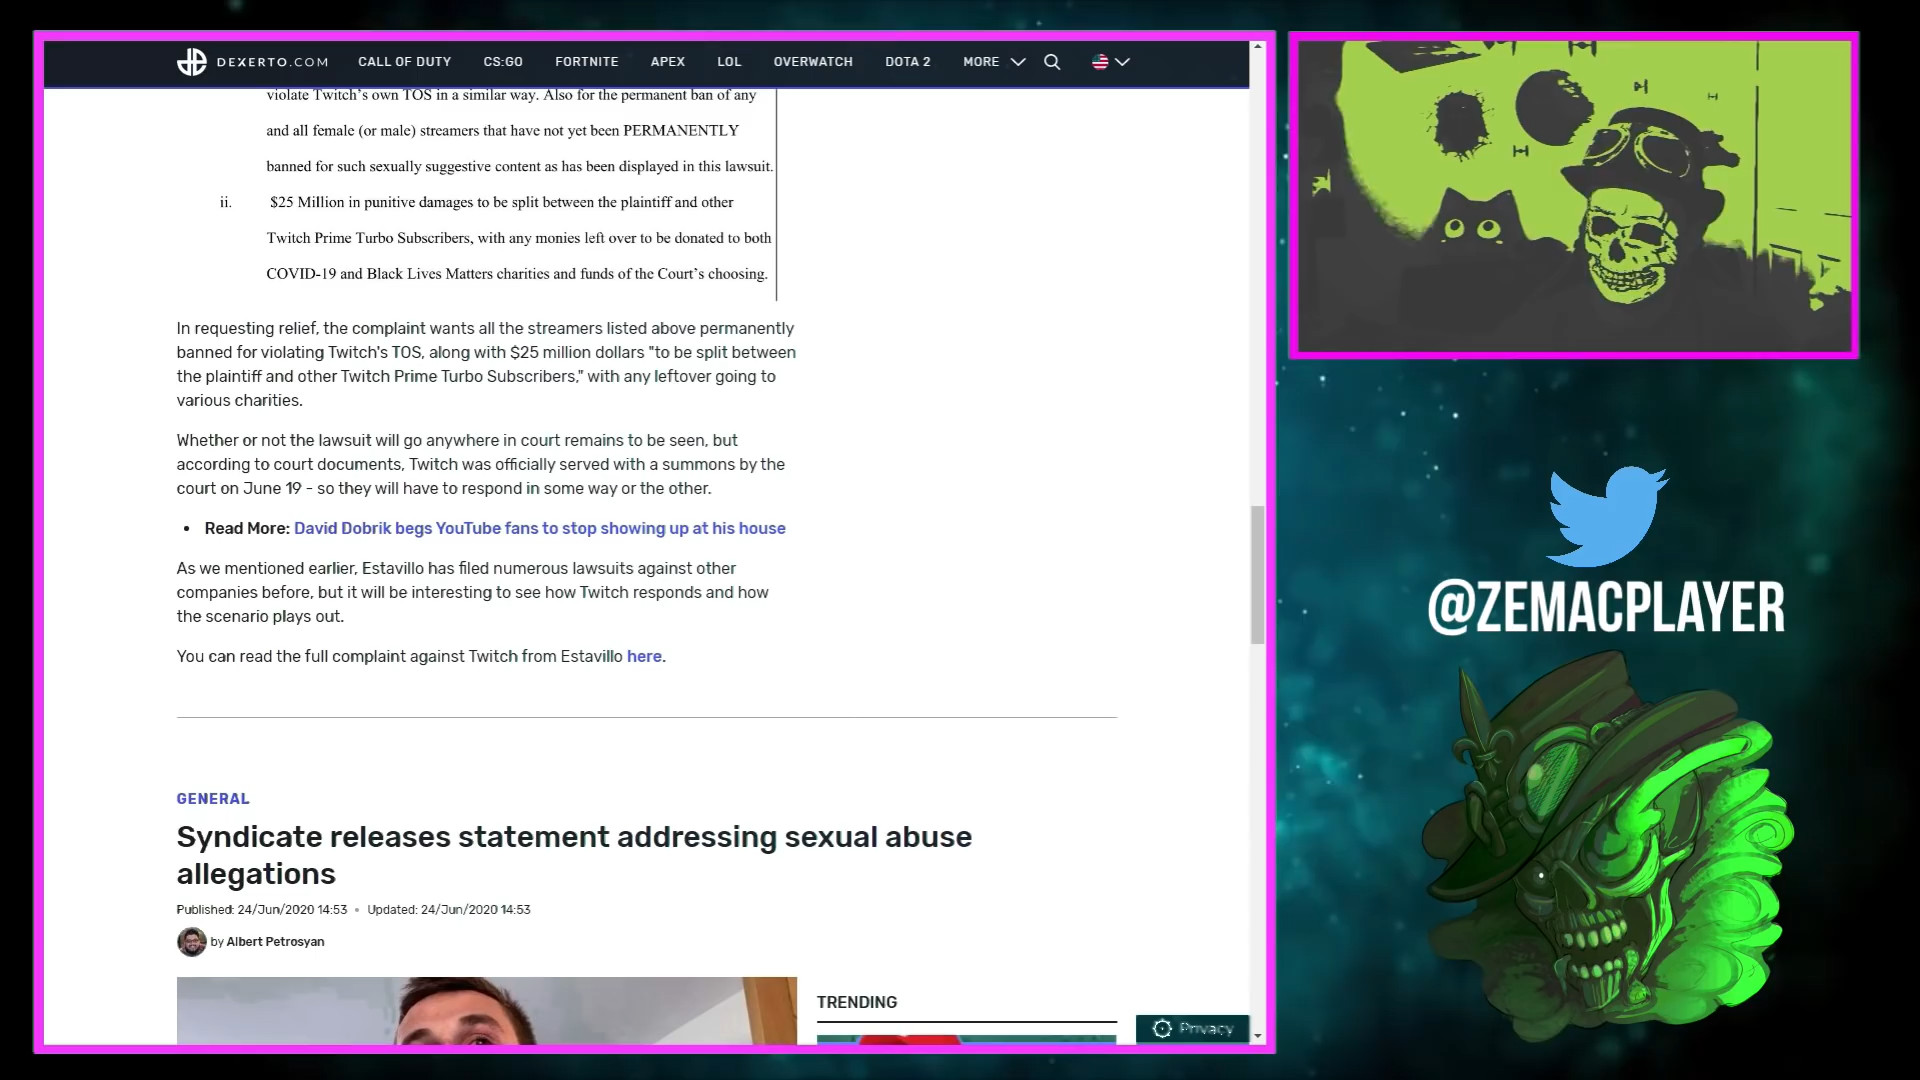 DEXERTO.COM CALL OF DUTY CS:GO FORTNITE APEX LOL OVERWATCH DOTA 2 MORE
violate Twitch's own TOS in a similar way. Also for the permanent ban of any
and all female (or male) streamers that have not yet been PERMANENTLY
banned for such sexually suggestive content as has been displayed in this lawsuit.
ii. $25 Million in punitive damages to be split between the plaintiff and other
Twitch Prime Turbo Subscribers, with any monies left over to be donated to both
COVID-19 and Black Lives Matters charities and funds of the Court's choosing.
In requesting relief, the complaint wants all the streamers listed above permanently
banned for violating Twitch's TOS, along with $25 million dollars "to be split between
the plaintiff and other Twitch Prime Turbo Subscribers," with any leftover going to
various charities.
Whether or not the lawsuit will go anywhere in court remains to be seen, but
according to court documents, Twitch was officially served with a summons by the
court on June 19 - so they will have to respond in some way or the other.
• Read More: David Dobrik begs YouTube fans to stop showing up at his house
As we mentioned earlier, Estavillo has filed numerous lawsuits against other
companies before, but it will be interesting to see how Twitch responds and how
the scenario plays out.
You can read the full complaint against Twitch from Estavillo here.
GENERAL
Syndicate releases statement addressing sexual abuse
allegations
Published: 24/Jun/2020 14:53 • Updated: 24/Jun/2020 14:53
by Albert Petrosyan
TRENDING
Privacy
@ZEMACPLAYER